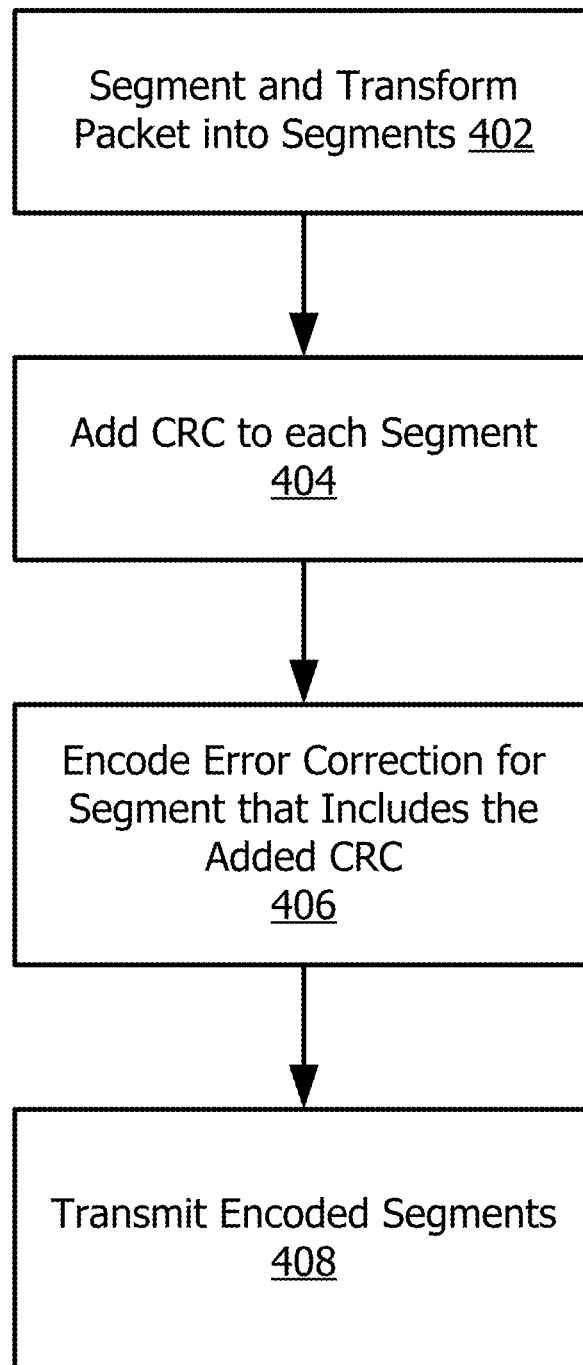 Segment and Transform
Packet into Segments 402
Add CRC to each Segment
404
Encode Error Correction for
Segment that Includes the
Added CRC
406
Transmit Encoded Segments
408